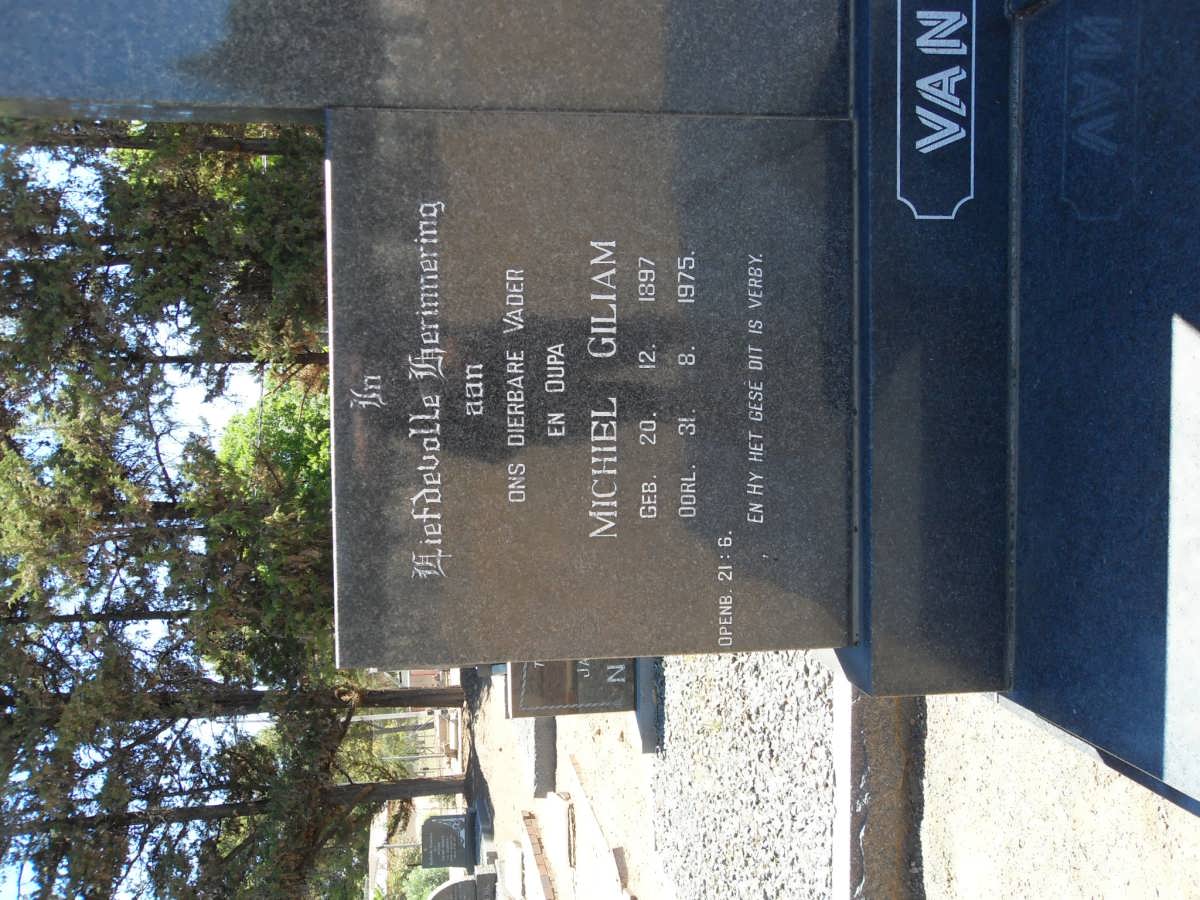 In
Liefdevolle Herinnering
aan
ONS DIERBARE VADER
EN OUPA
MICHIEL GILIAM
GEB. 20. 12. 1897
OORL. 31. 8. 1975.
OPENB. 21:6.
, EN HY HET GESÊ DIT IS VERBY.
VAN